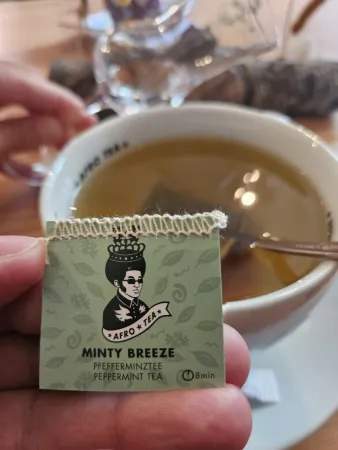 AFRO TEA
AFRO ★ TEA
MINTY BREEZE
PFEFFERMINZTEE
PEPPERMINT TEA
8min